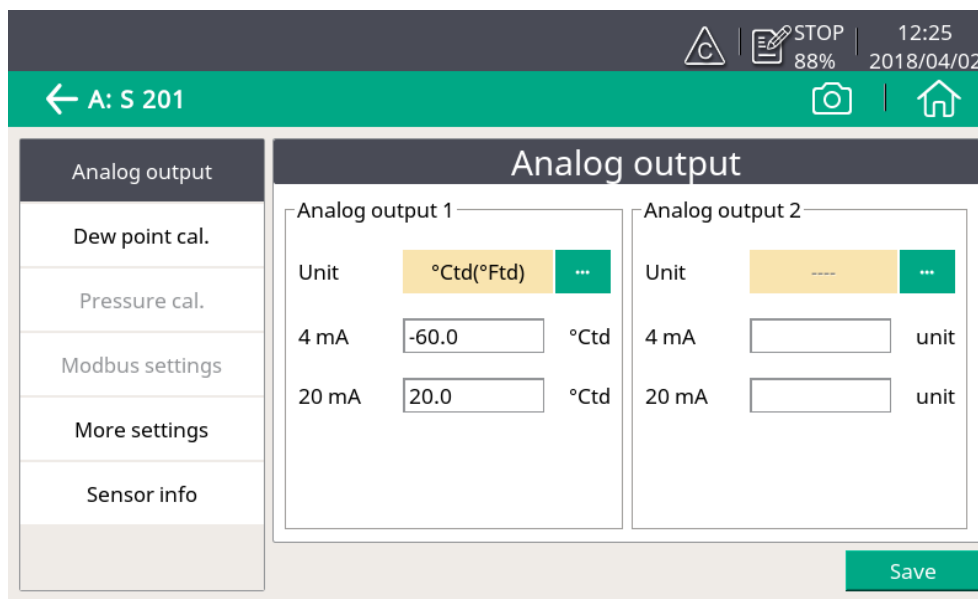 C
STOP
88%
12:25
2018/04/02
A: S 201
Analog output
Dew point cal.
Pressure cal.
Modbus settings
More settings
Sensor info
Analog output
Analog output 1
Unit °Ctd(°Ftd) ...
4 mA -60.0 °Ctd
20 mA 20.0 °Ctd
Analog output 2
Unit ---- ...
4 mA unit
20 mA unit
Save